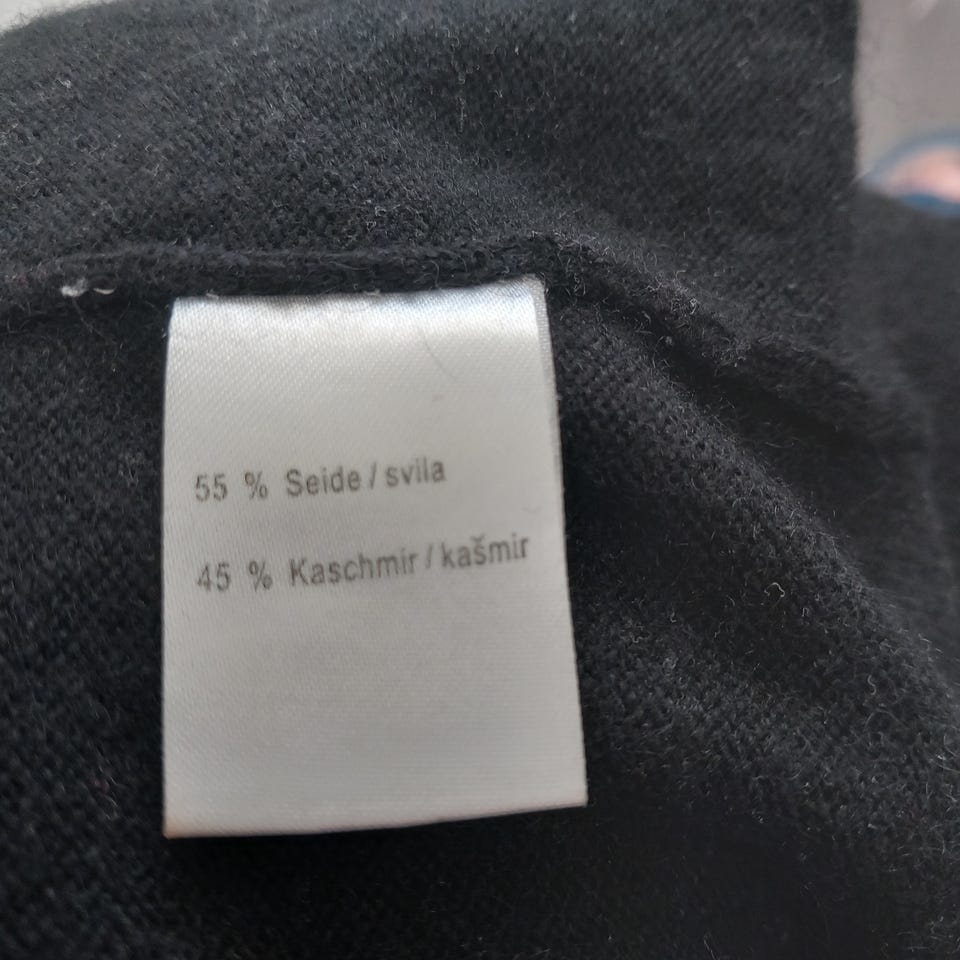 55 % Seide / svila
45 % Kaschmir / kašmir